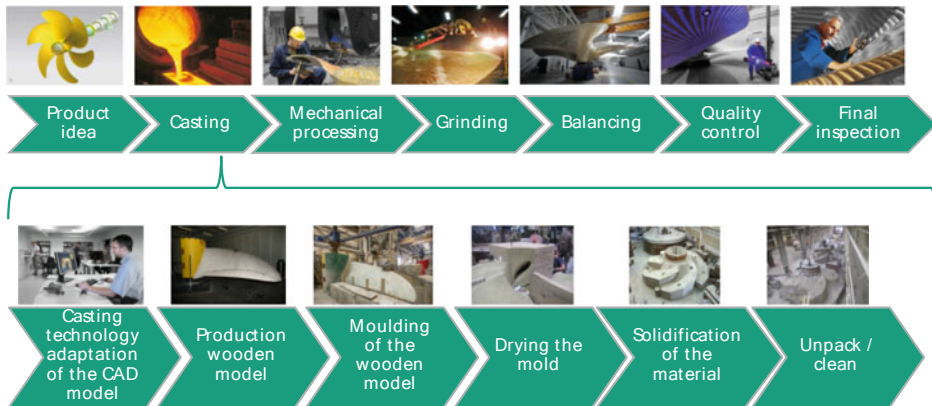 Product
idea
Casting
Mechanical
processing
Grinding
Balancing
Quality
control
Final
inspection
Casting
technology
adaptation
of the CAD
model
Production
wooden
model
Moulding
of the
wooden
model
Drying the
mold
Solidification
of the
material
Unpack /
clean